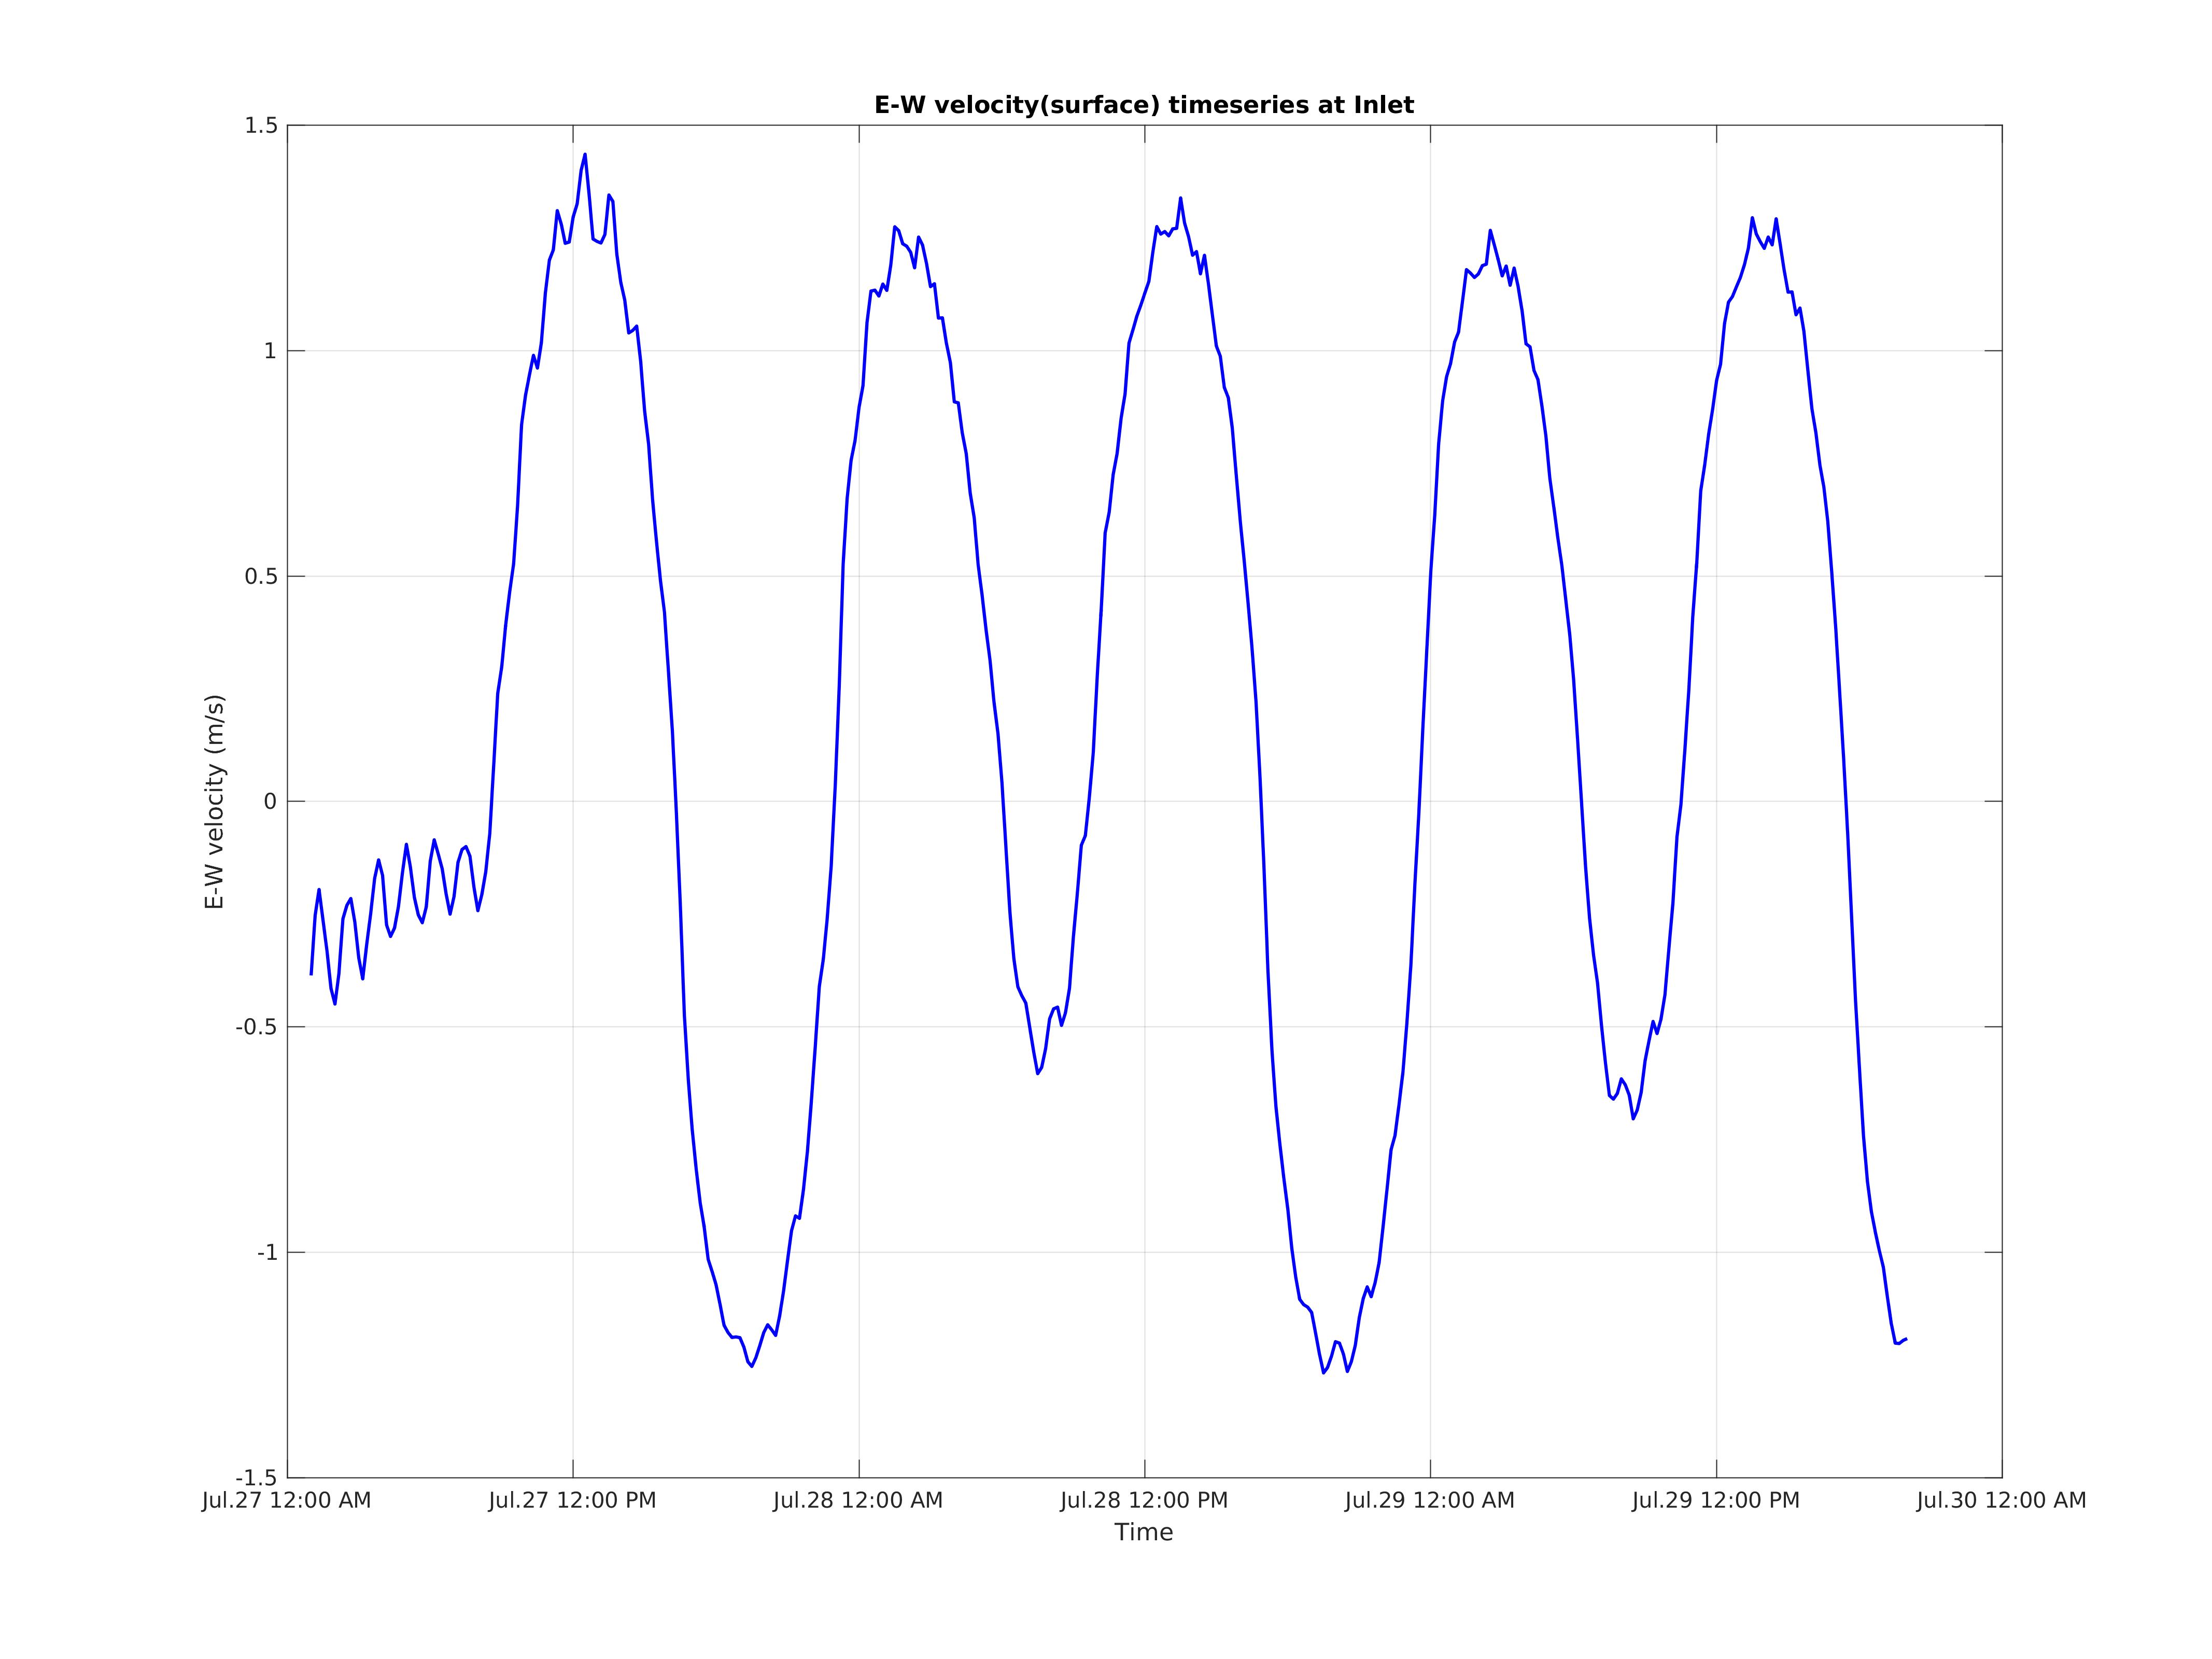 E-W velocity(surface) timeseries at Inlet
1.5
1
0.5
0
-0.5
-1
-1.5
E-W velocity (m/s)
Jul.27 12:00 AM Jul.27 12:00 PM Jul.28 12:00 AM Jul.28 12:00 PM Jul.29 12:00 AM Jul.29 12:00 PM Jul.30 12:00 AM
Time